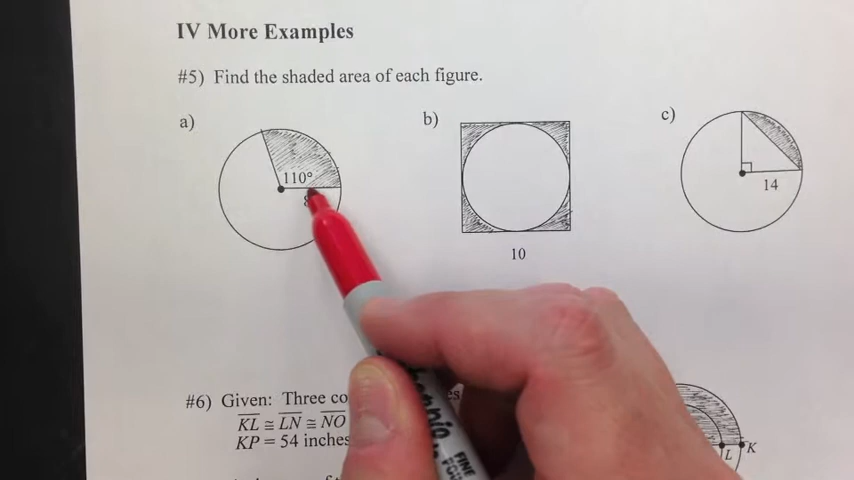 IV More Examples
#5) Find the shaded area of each figure.
a)
b)
c)
110°
14
10
#6) Given: Three co
KL ≅ LN ≅ NO
KP = 54 inches
L
K
FINE